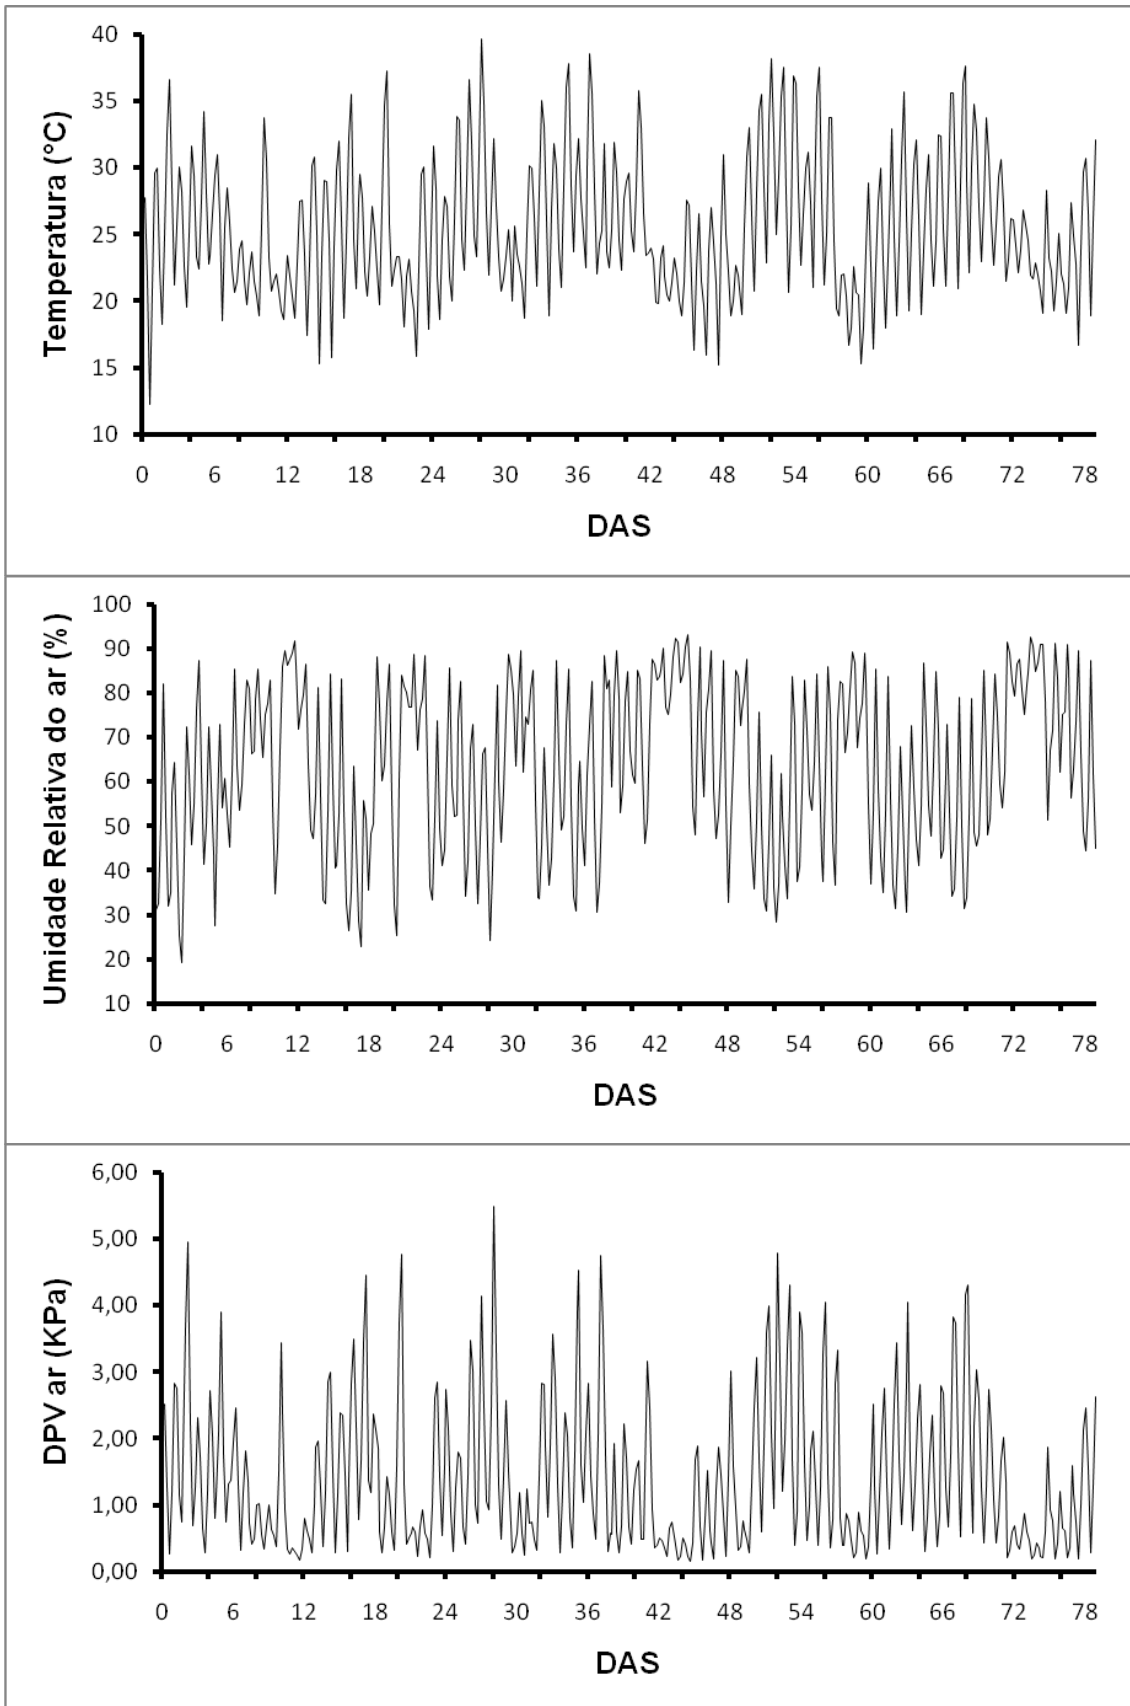 Temperatura (°C)
40
35
30
25
20
15
10
0 6 12 18 24 30 36 42 48 54 60 66 72 78
DAS
Umidade Relativa do ar (%)
100
90
80
70
60
50
40
30
20
10
0 6 12 18 24 30 36 42 48 54 60 66 72 78
DAS
DPV ar (KPa)
6,00
5,00
4,00
3,00
2,00
1,00
0,00
0 6 12 18 24 30 36 42 48 54 60 66 72 78
DAS